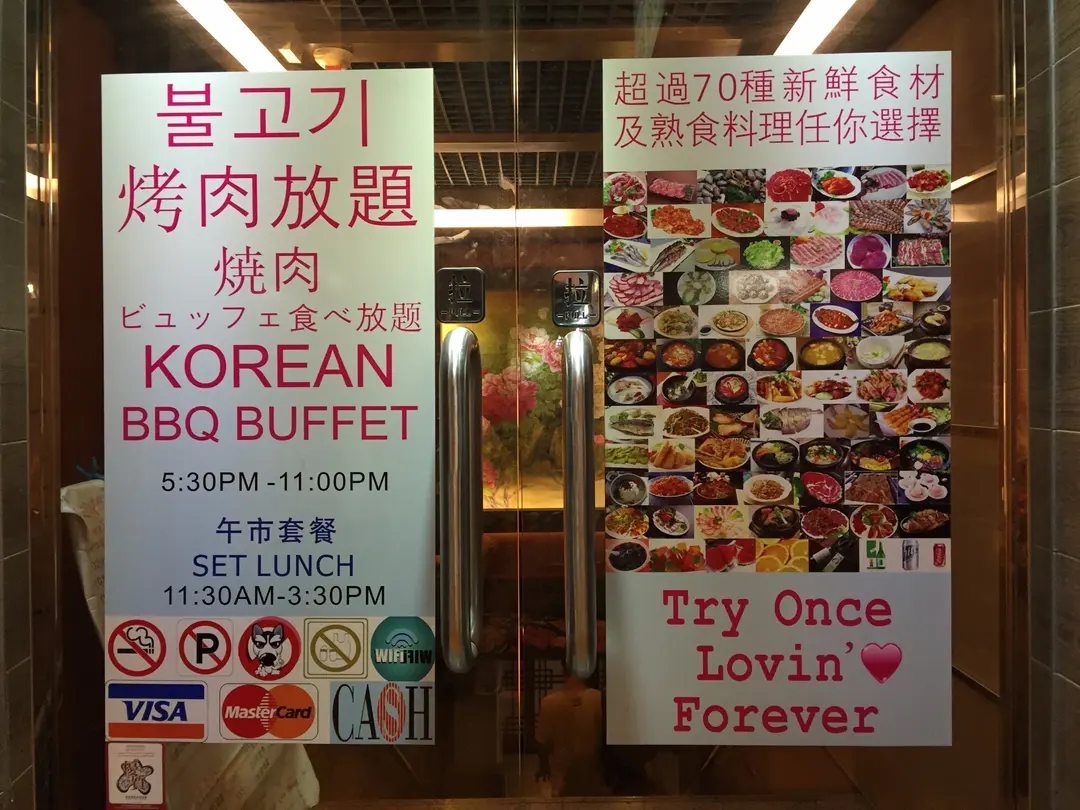 불고기
烤肉放題
燒肉
ビュッフェ食べ放題
KOREAN
BBQ BUFFET
5:30PM -11:00PM
午市套餐
SET LUNCH
11:30AM-3:30PM
P
WIFI
VISA
MasterCard
CA$H
拉
PULL
拉
PULL
超過70種新鮮食材
及熟食料理任你選擇
Try Once
Lovin'
Forever